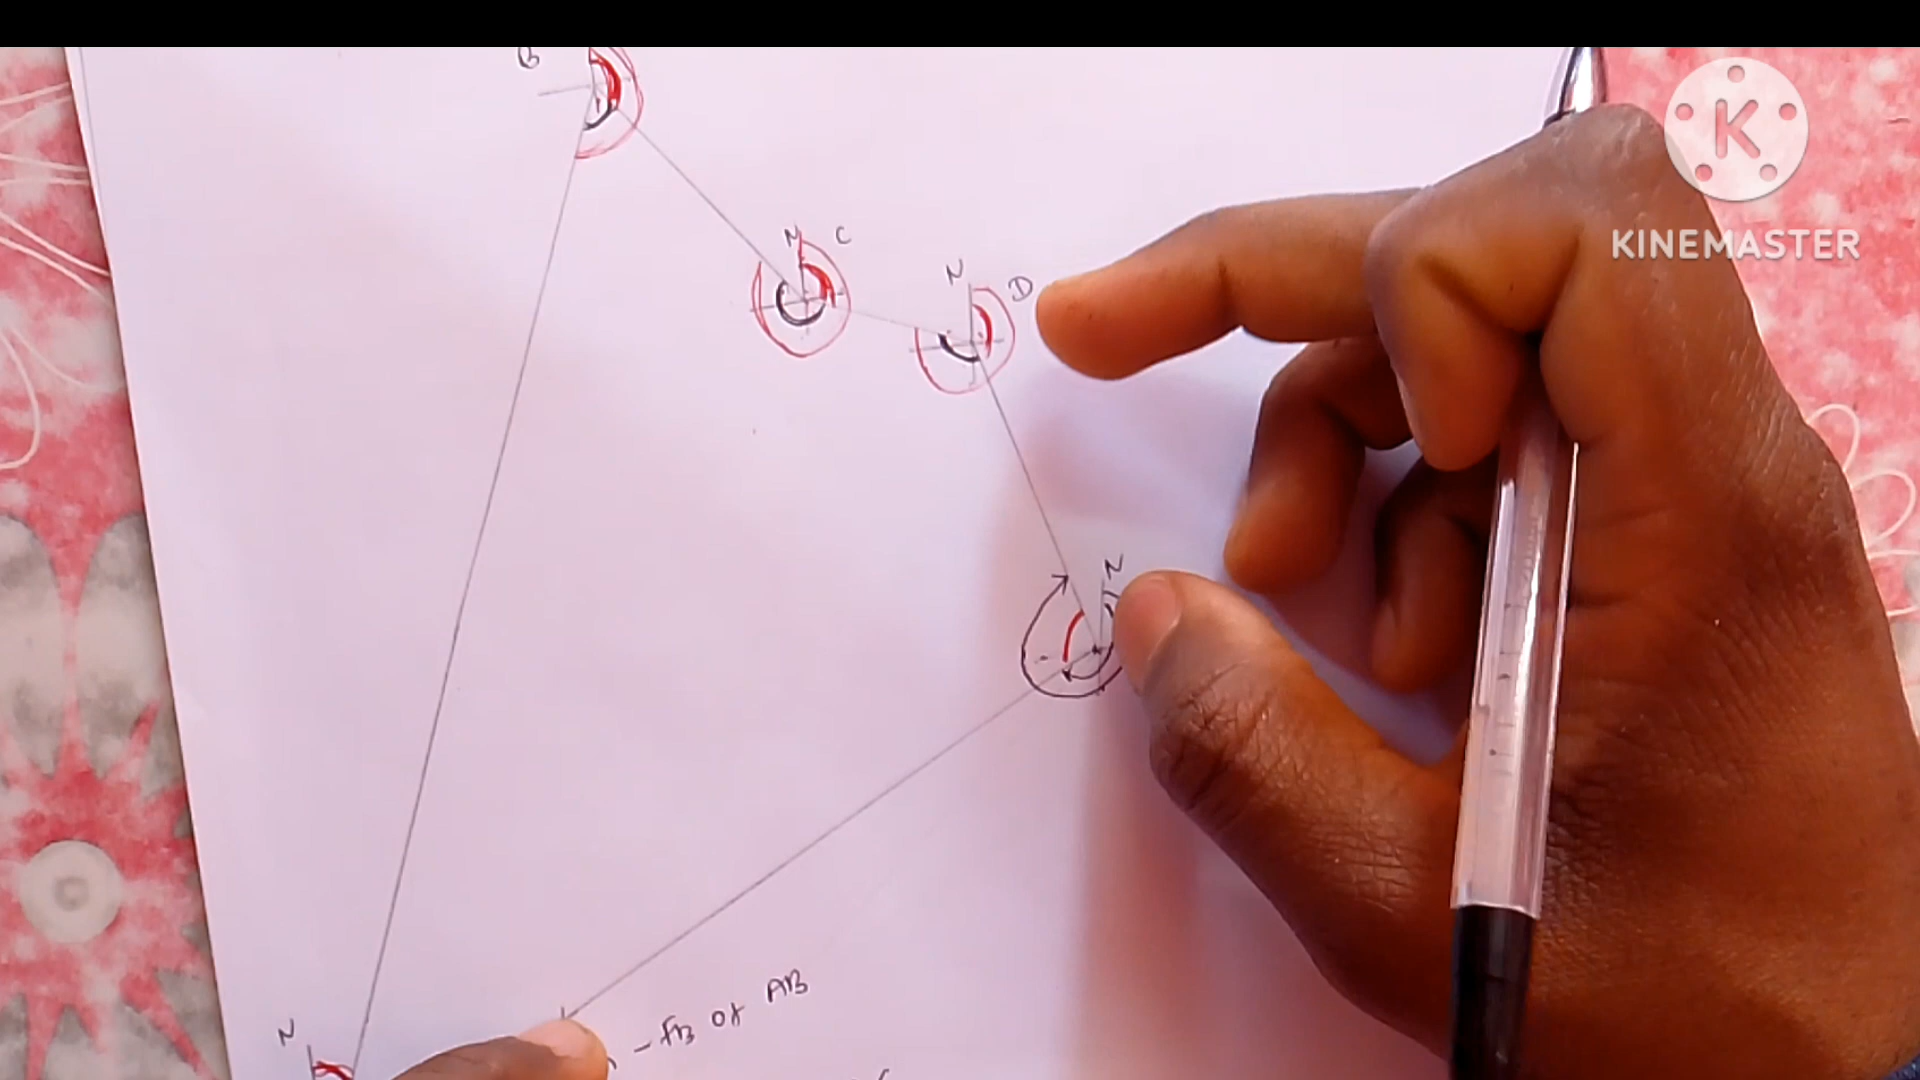 B
N C
N D
KINEMASTER
N
N
- FB of AB